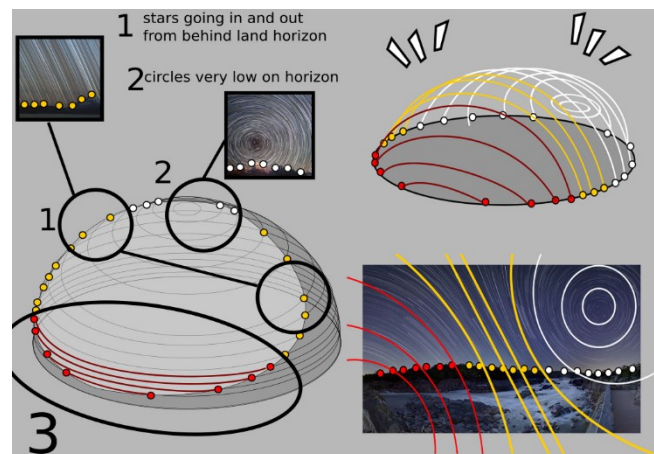 1 stars going in and out
from behind land horizon
2 circles very low on horizon
2
1
3